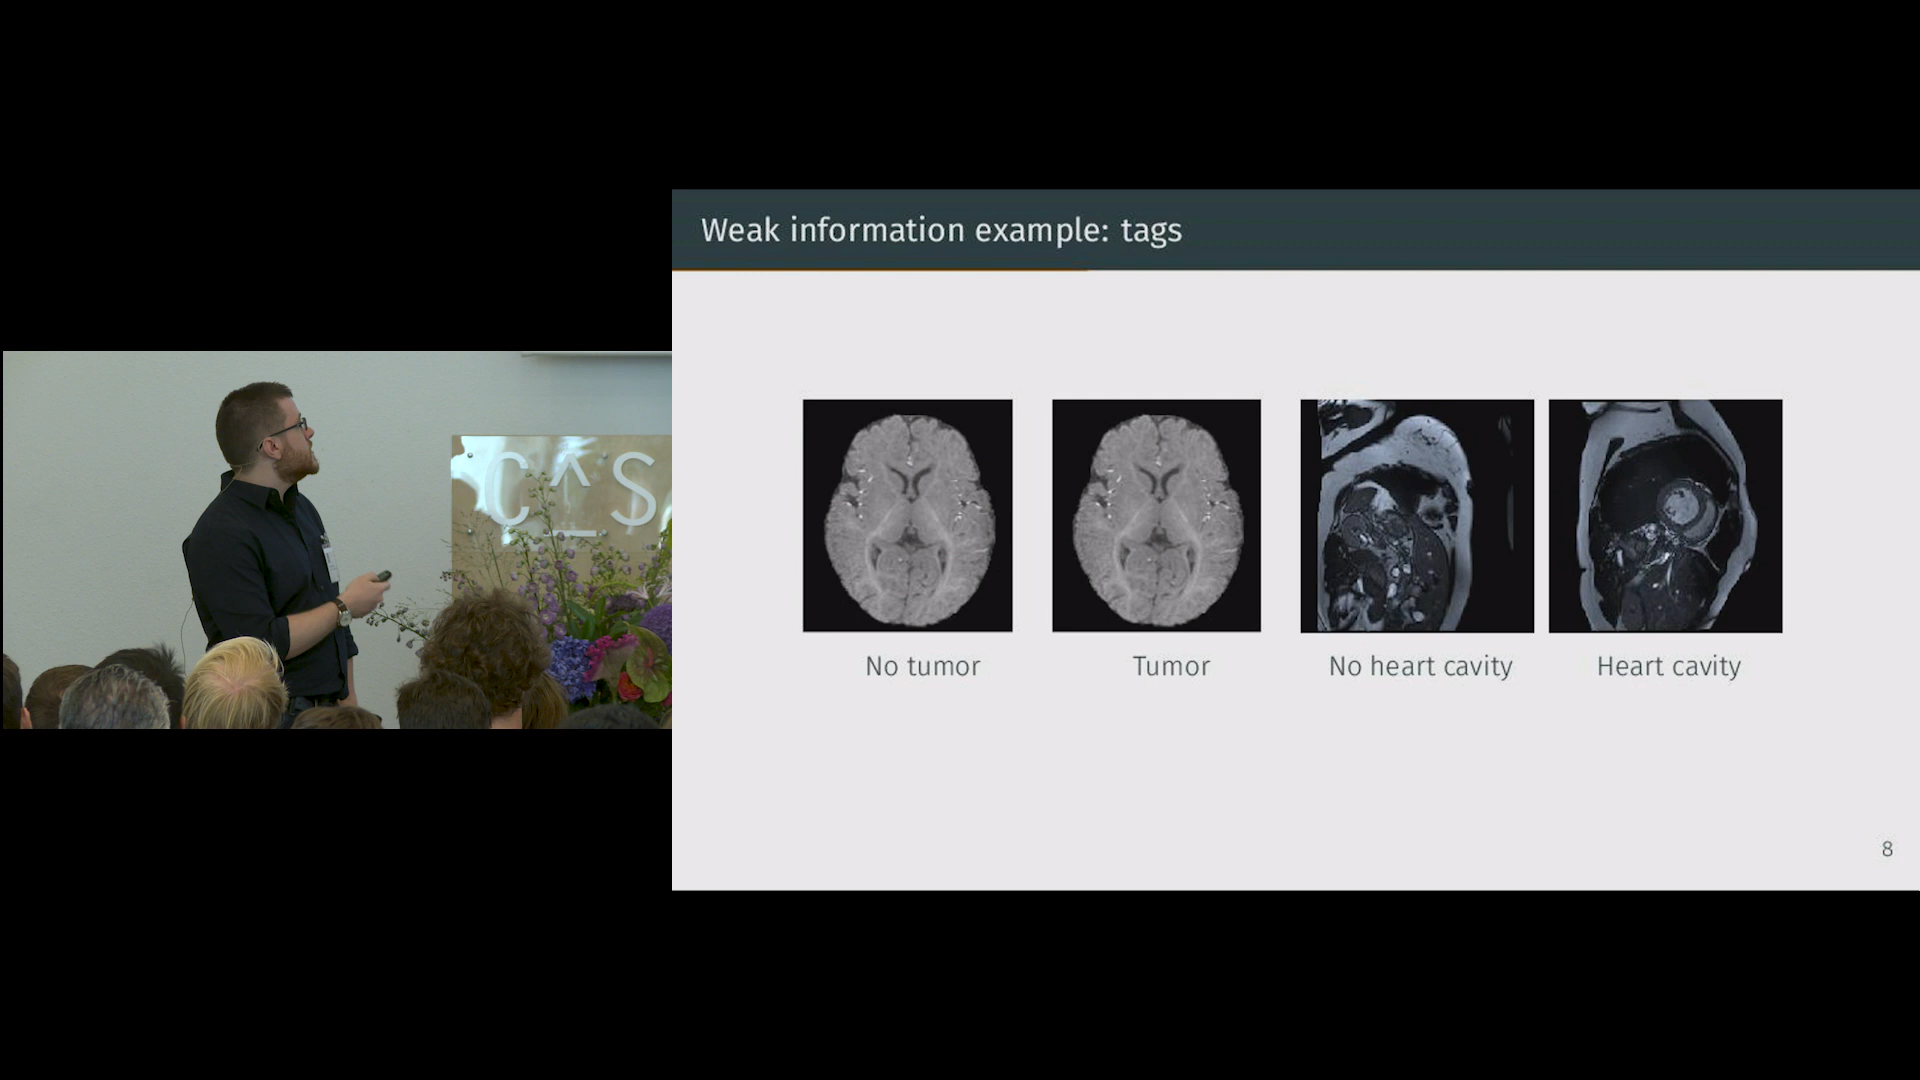 C^S
Weak information example: tags
No tumor
Tumor
No heart cavity
Heart cavity
8